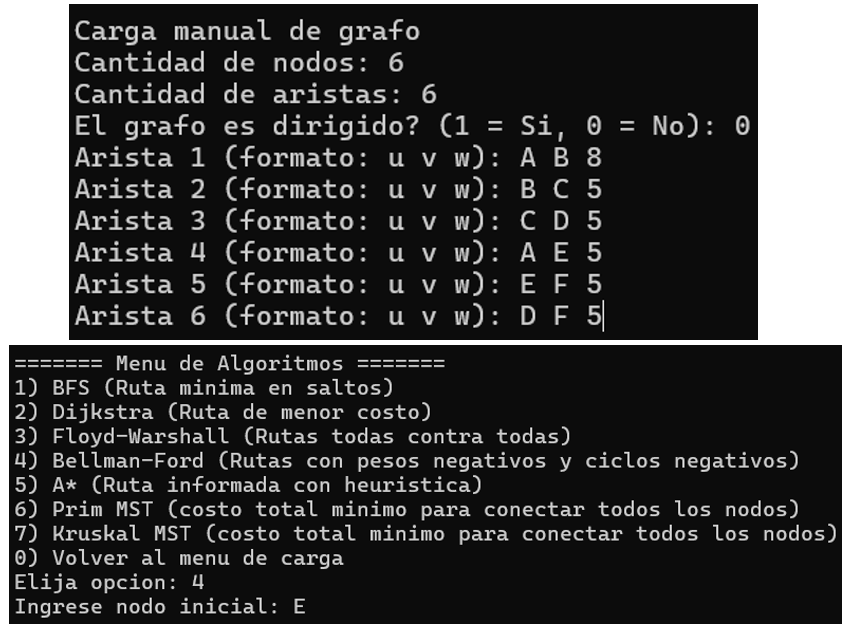 Carga manual de grafo
Cantidad de nodos: 6
Cantidad de aristas: 6
El grafo es dirigido? (1 = Si, 0 = No): 0
Arista 1 (formato: u v w): A B 8
Arista 2 (formato: u v w): B C 5
Arista 3 (formato: u v w): C D 5
Arista 4 (formato: u v w): A E 5
Arista 5 (formato: u v w): E F 5
Arista 6 (formato: u v w): D F 5
======= Menu de Algoritmos =======
1) BFS (Ruta minima en saltos)
2) Dijkstra (Ruta de menor costo)
3) Floyd-Warshall (Rutas todas contra todas)
4) Bellman-Ford (Rutas con pesos negativos y ciclos negativos)
5) A* (Ruta informada con heuristica)
6) Prim MST (costo total minimo para conectar todos los nodos)
7) Kruskal MST (costo total minimo para conectar todos los nodos)
0) Volver al menu de carga
Elija opcion: 4
Ingrese nodo inicial: E